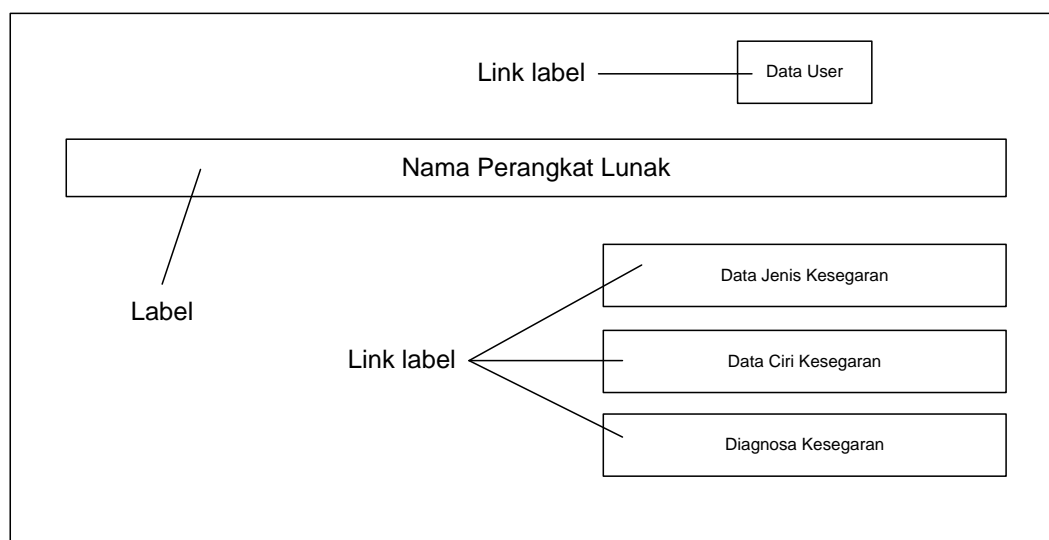 Link label
Data User
Nama Perangkat Lunak
Label
Data Jenis Kesegaran
Link label
Data Ciri Kesegaran
Diagnosa Kesegaran